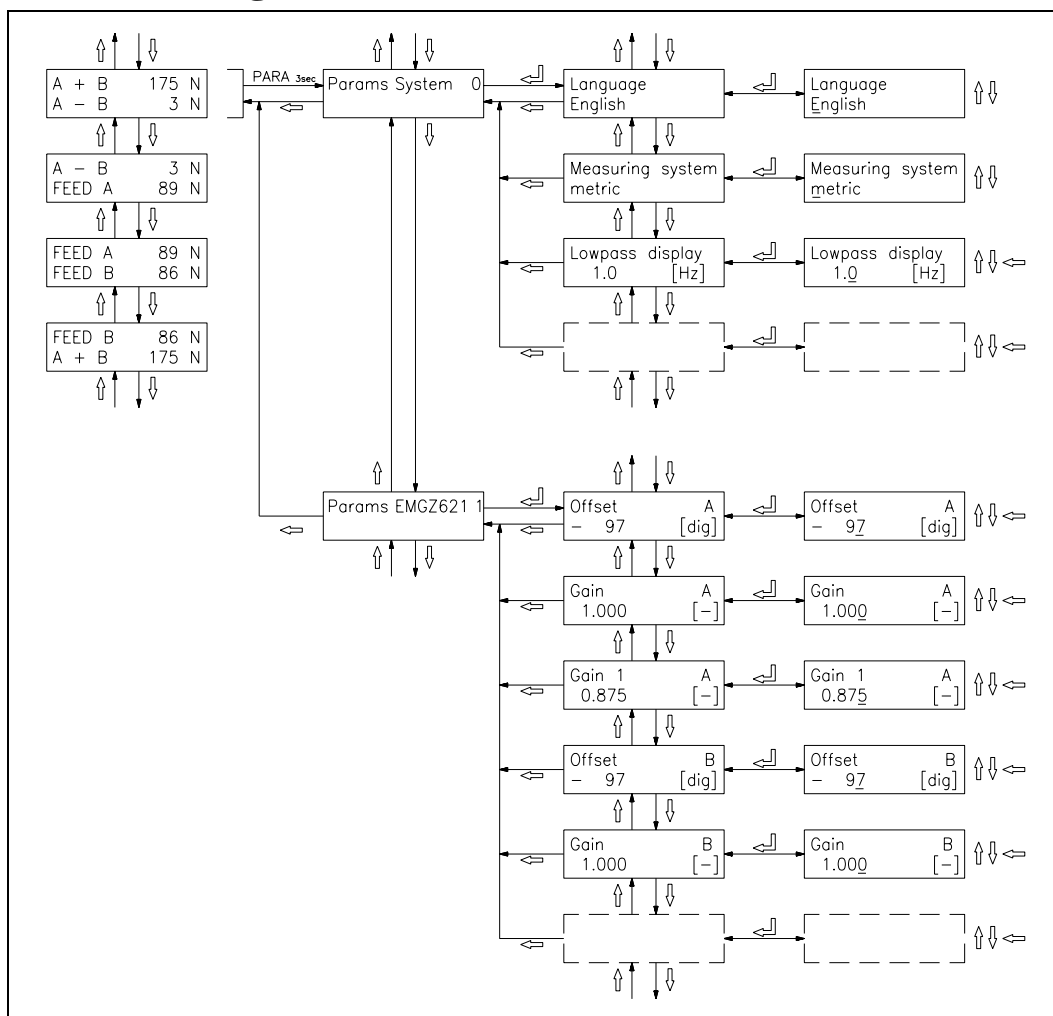 A + B 175 N
A - B 3 N
A - B 3 N
FEED A 89 N
FEED A 89 N
FEED B 86 N
FEED B 86 N
A + B 175 N
PARA 3sec
Params System 0
Language
English
Language
English
Measuring system
metric
Measuring system
metric
Lowpass display
1.0 [Hz]
Lowpass display
1.0 [Hz]
Params EMGZ621 1
Offset A
- 97 [dig]
Offset A
- 97 [dig]
Gain A
1.000 [-]
Gain A
1.000 [-]
Gain 1 A
0.875 [-]
Gain 1 A
0.875 [-]
Offset B
- 97 [dig]
Offset B
- 97 [dig]
Gain B
1.000 [-]
Gain B
1.000 [-]